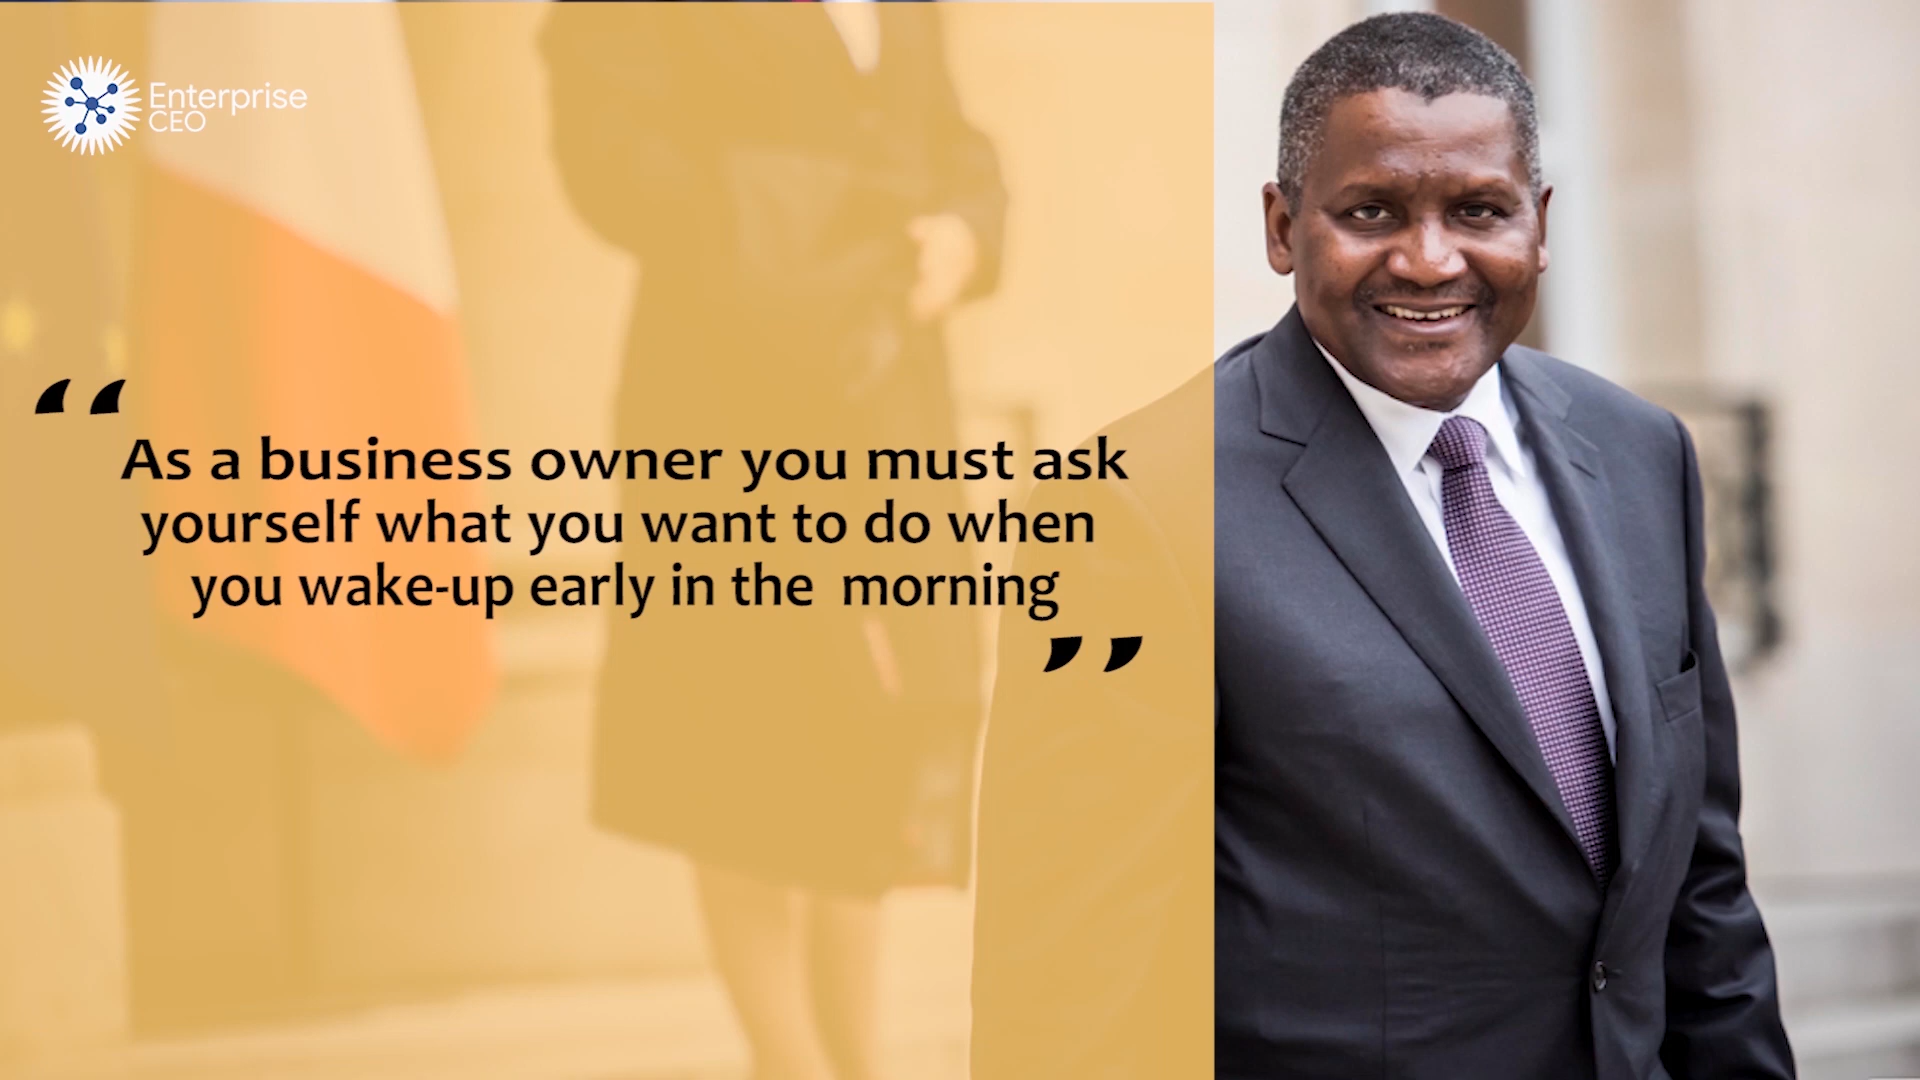 Enterprise
CEO
“
As a business owner you must ask
yourself what you want to do when
you wake-up early in the morning
”